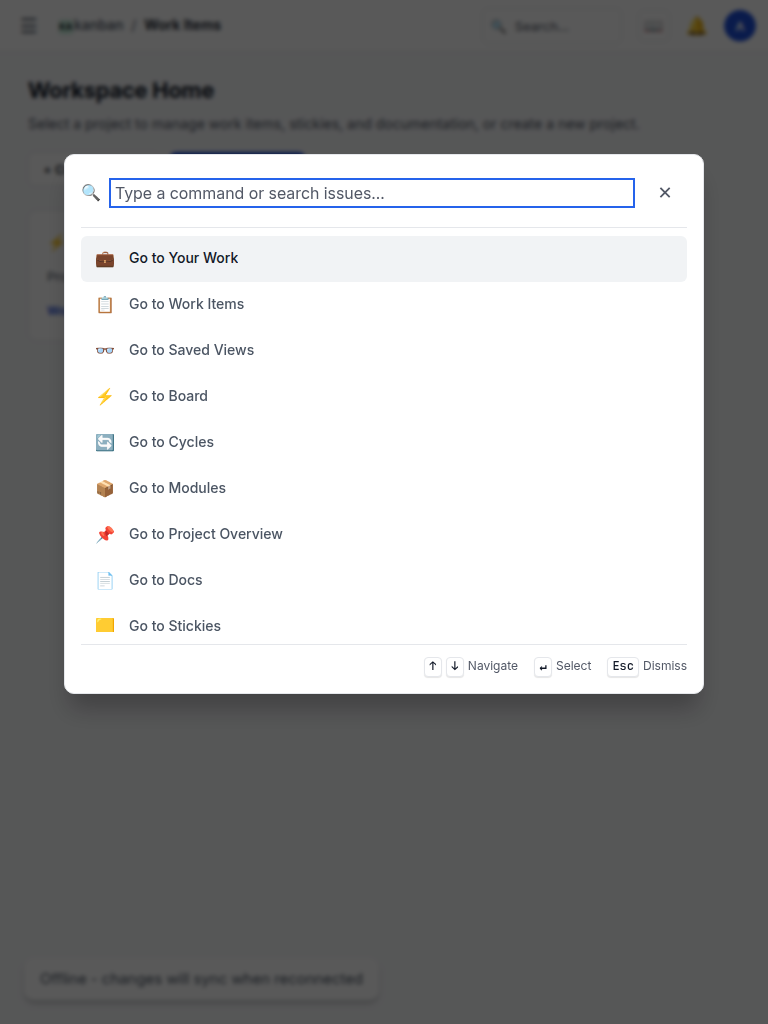 kanban / Work Items
Search...
A
Workspace Home
Select a project to manage work items, stickies, and documentation, or create a new project.
Type a command or search issues...
✕
Go to Your Work
Go to Work Items
Go to Saved Views
Go to Board
Go to Cycles
Go to Modules
Go to Project Overview
Go to Docs
Go to Stickies
↑ ↓ Navigate ↵ Select Esc Dismiss
Offline - changes will sync when reconnected